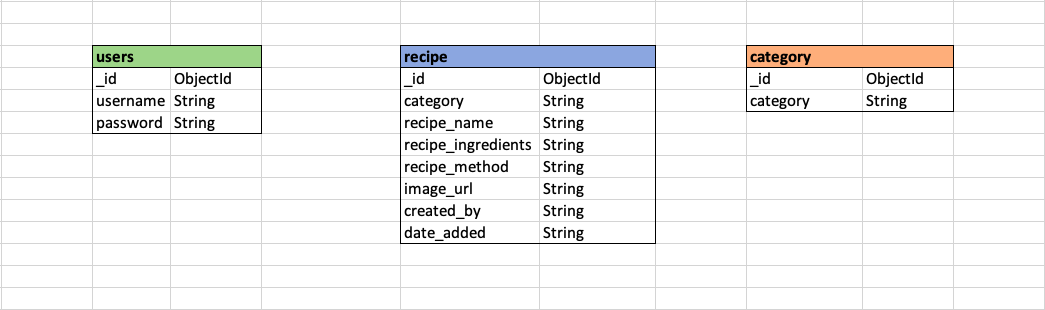 users
_id ObjectId
username String
password String
recipe
_id ObjectId
category String
recipe_name String
recipe_ingredients String
recipe_method String
image_url String
created_by String
date_added String
category
_id ObjectId
category String